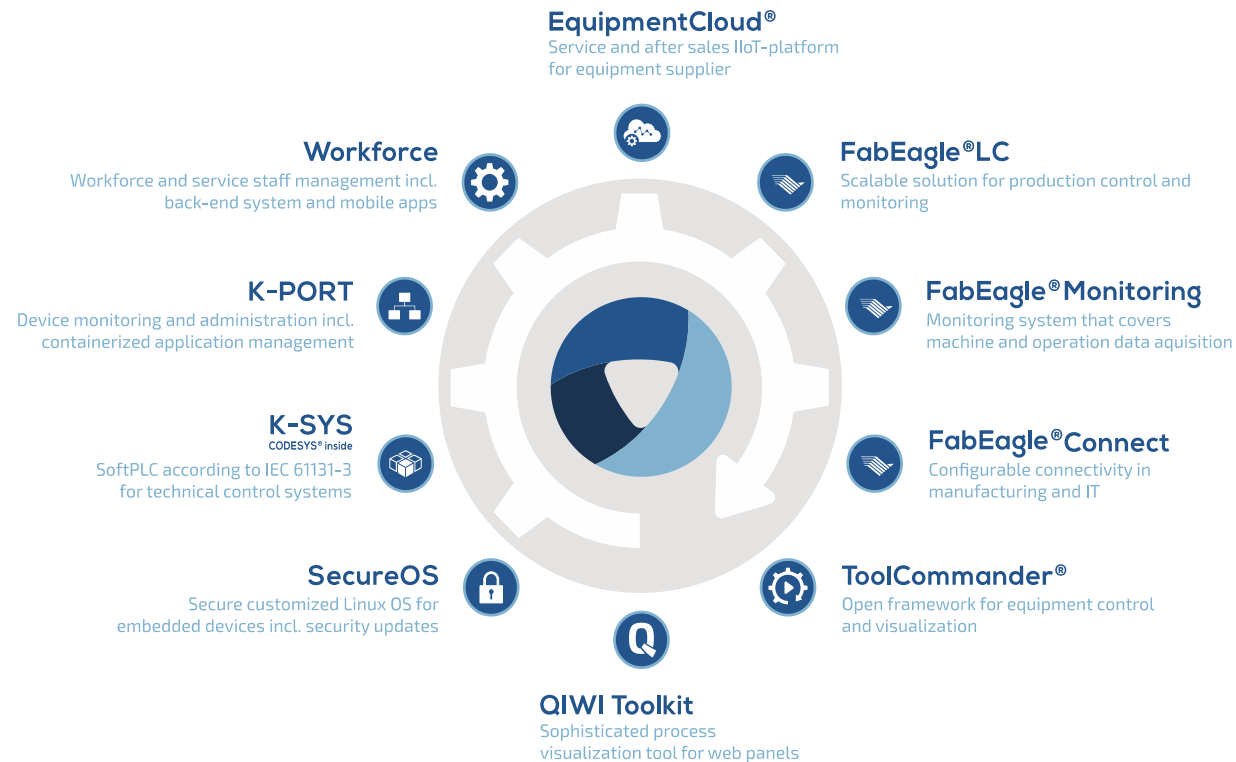 EquipmentCloud®
Service and after sales IIoT-platform
for equipment supplier
Workforce
Workforce and service staff management incl.
back-end system and mobile apps
FabEagle®LC
Scalable solution for production control and
monitoring
K-PORT
Device monitoring and administration incl.
containerized application management
FabEagle®Monitoring
Monitoring system that covers
machine and operation data aquisition
K-SYS
CODESYS® inside
SoftPLC according to IEC 61131-3
for technical control systems
FabEagle®Connect
Configurable connectivity in
manufacturing and IT
SecureOS
Secure customized Linux OS for
embedded devices incl. security updates
ToolCommander®
Open framework for equipment control
and visualization
Q
QIWI Toolkit
Sophisticated process
visualization tool for web panels